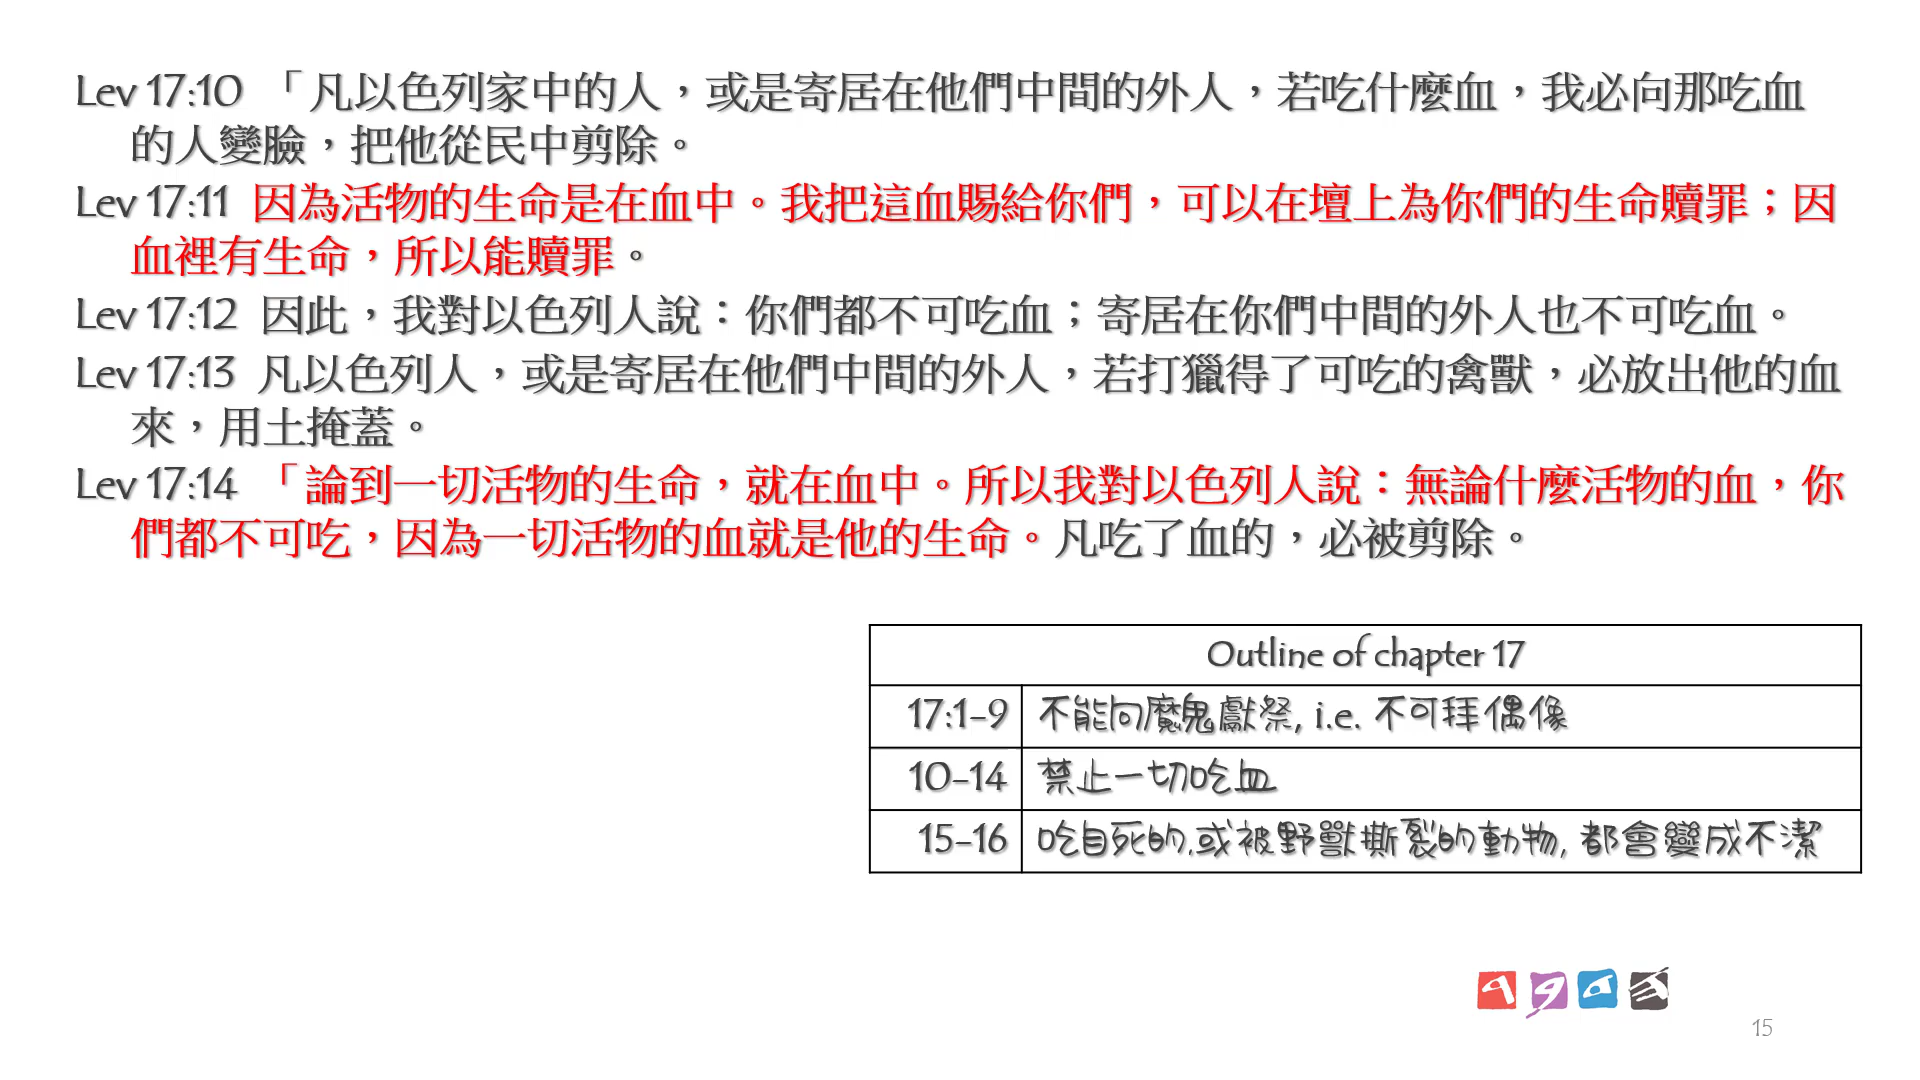 Lev 17:10 「凡以色列家中的人，或是寄居在他們中間的外人，若吃什麼血，我必向那吃血
的人變臉，把他從民中剪除。
Lev 17:11 因為活物的生命是在血中。我把這血賜給你們，可以在壇上為你們的生命贖罪；因
血裡有生命，所以能贖罪。
Lev 17:12 因此，我對以色列人說：你們都不可吃血；寄居在你們中間的外人也不可吃血。
Lev 17:13 凡以色列人，或是寄居在他們中間的外人，若打獵得了可吃的禽獸，必放出他的血
來，用土掩蓋。
Lev 17:14 「論到一切活物的生命，就在血中。所以我對以色列人說：無論什麼活物的血，你
們都不可吃，因為一切活物的血就是他的生命。凡吃了血的，必被剪除。
Outline of chapter 17
17:1-9 不能向魔鬼獻祭, i.e. 不可拜偶像
10-14 禁止一切吃血
15-16 吃自死的,或被野獸撕裂的動物, 都會變成不潔
15